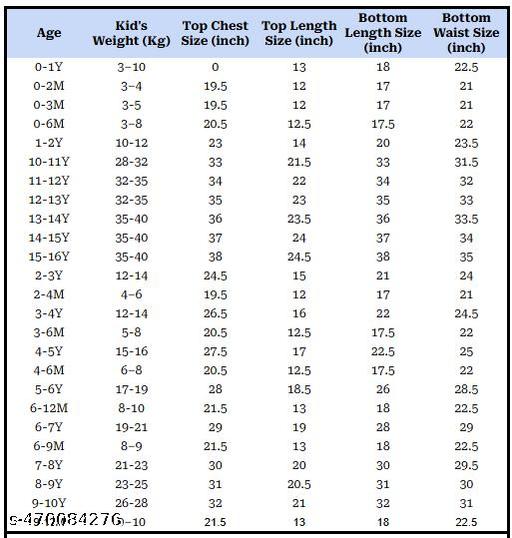 Age Kid's Weight (Kg) Top Chest Size (inch) Top Length Size (inch) Bottom Length Size (inch) Bottom Waist Size (inch)
0-1Y 3-10 0 13 18 22.5
0-2M 3-4 19.5 12 17 21
0-3M 3-5 19.5 12 17 21
0-6M 3-8 20.5 12.5 17.5 22
1-2Y 10-12 23 14 20 23.5
10-11Y 28-32 33 21.5 33 31.5
11-12Y 32-35 34 22 34 32
12-13Y 32-35 35 23 35 33
13-14Y 35-40 36 23.5 36 33.5
14-15Y 35-40 37 24 37 34
15-16Y 35-40 38 24.5 38 35
2-3Y 12-14 24.5 15 21 24
2-4M 4-6 19.5 12 17 21
3-4Y 12-14 26.5 16 22 24.5
3-6M 5-8 20.5 12.5 17.5 22
4-5Y 15-16 27.5 17 22.5 25
4-6M 6-8 20.5 12.5 17.5 22
5-6Y 17-19 28 18.5 26 28.5
6-12M 8-10 21.5 13 18 22.5
6-7Y 19-21 29 19 28 29
6-9M 8-9 21.5 13 18 22.5
7-8Y 21-23 30 20 30 29.5
8-9Y 23-25 31 20.5 31 30
9-10Y 26-28 32 21 32 31
s-470084276 9-10 21.5 13 18 22.5